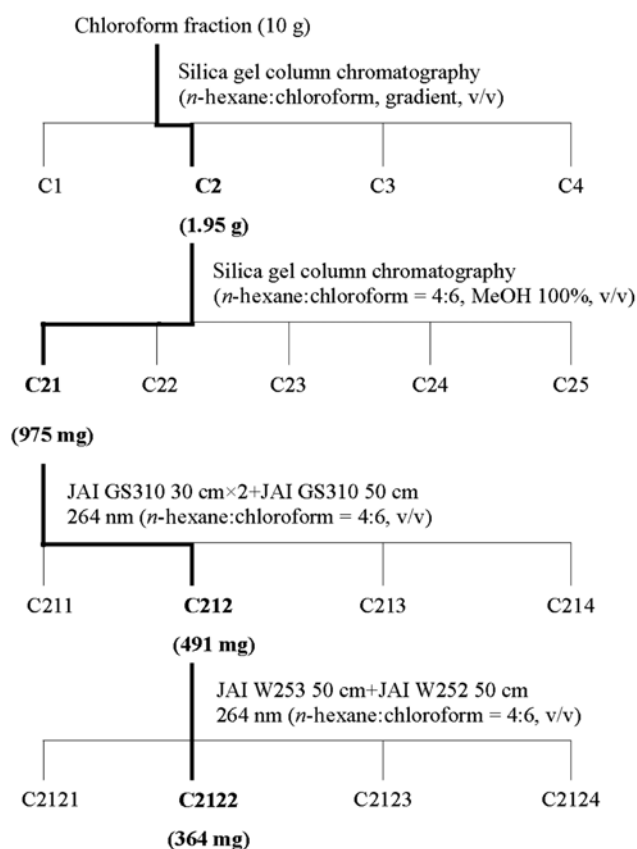 Chloroform fraction (10 g)
Silica gel column chromatography
(n-hexane:chloroform, gradient, v/v)
C1 C2 C3 C4
(1.95 g)
Silica gel column chromatography
(n-hexane:chloroform = 4:6, MeOH 100%, v/v)
C21 C22 C23 C24 C25
(975 mg)
JAI GS310 30 cm×2+JAI GS310 50 cm
264 nm (n-hexane:chloroform = 4:6, v/v)
C211 C212 C213 C214
(491 mg)
JAI W253 50 cm+JAI W252 50 cm
264 nm (n-hexane:chloroform = 4:6, v/v)
C2121 C2122 C2123 C2124
(364 mg)